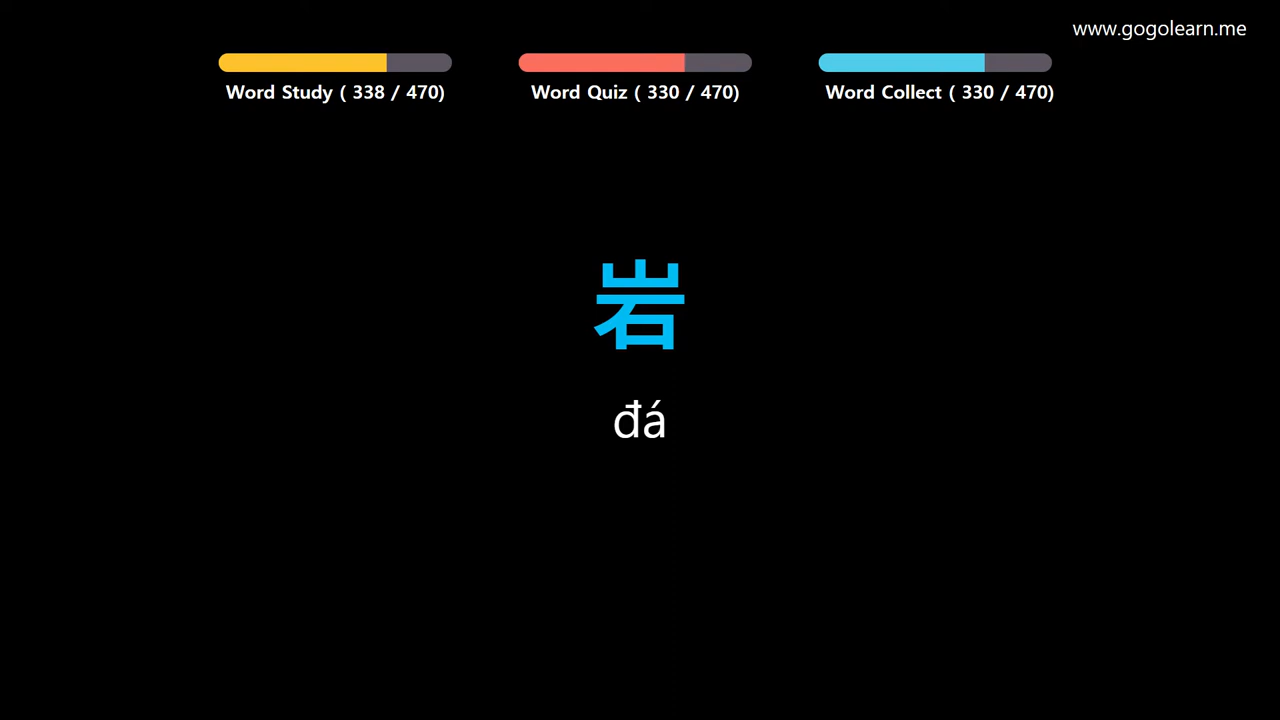 www.gogolearn.me
Word Study ( 338 / 470)
Word Quiz ( 330 / 470)
Word Collect ( 330 / 470)
岩
đá